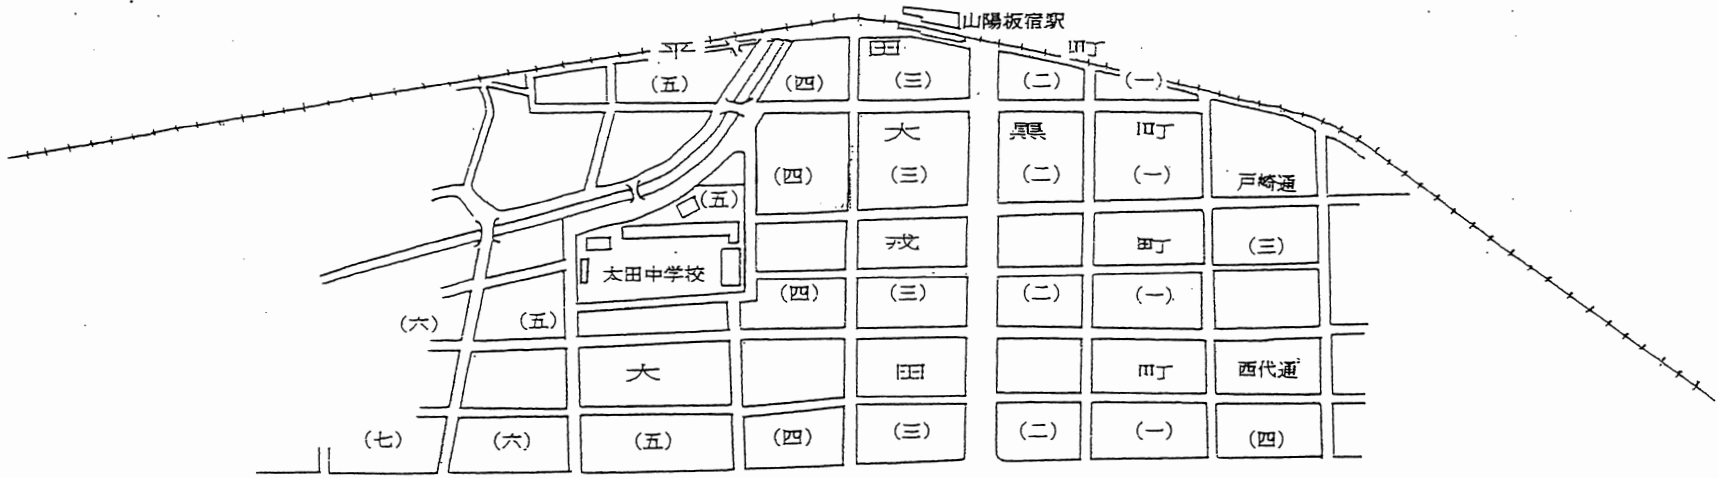 山陽板宿駅
平 田 町
(五) (四) (三) (二) (一)
大 黒 町
(四) (三) (二) (一) 戸崎通
(五)
戎 町 (三)
太田中学校
(四) (三) (二) (一)
(六) (五)
大 田 町 西代通
(七) (六) (五) (四) (三) (二) (一) (四)